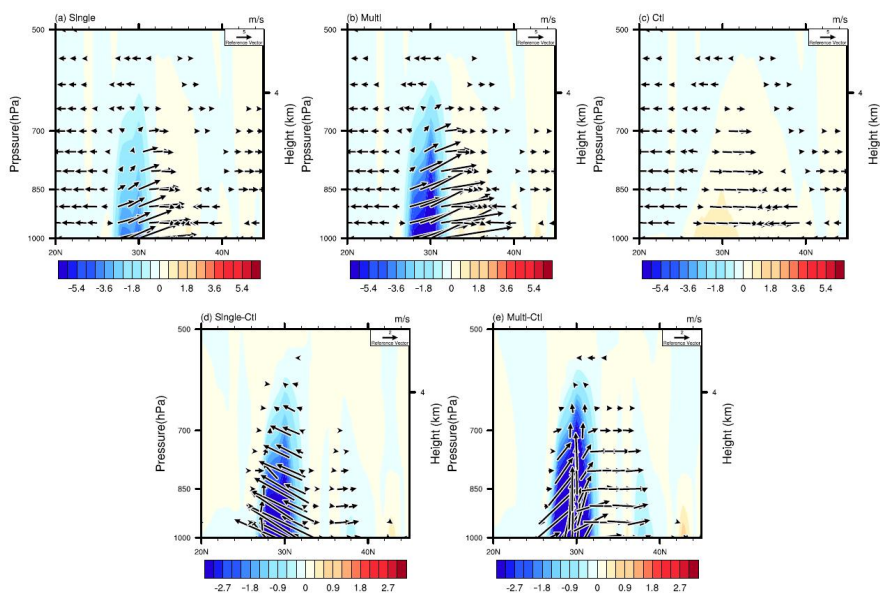 (a) Single m/s
5
Reference Vector
500
700
850
1000
Prpssure(hPa)
4
Height (km)
20N 30N 40N
-5.4 -3.6 -1.8 0 1.8 3.6 5.4
(b) Multi m/s
5
Reference Vector
500
700
850
1000
Prpssure(hPa)
4
Height (km)
20N 30N 40N
-5.4 -3.6 -1.8 0 1.8 3.6 5.4
(c) Ctl m/s
5
Reference Vector
500
700
850
1000
Prpssure(hPa)
4
Height (km)
20N 30N 40N
-5.4 -3.6 -1.8 0 1.8 3.6 5.4
(d) Single-Ctl m/s
Reference Vector
500
700
850
1000
Pressure(hPa)
4
Height (km)
20N 30N 40N
-2.7 -1.8 -0.9 0 0.9 1.8 2.7
(e) Multi-Ctl m/s
Reference Vector
500
700
850
1000
Pressure(hPa)
4
Height (km)
20N 30N 40N
-2.7 -1.8 -0.9 0 0.9 1.8 2.7